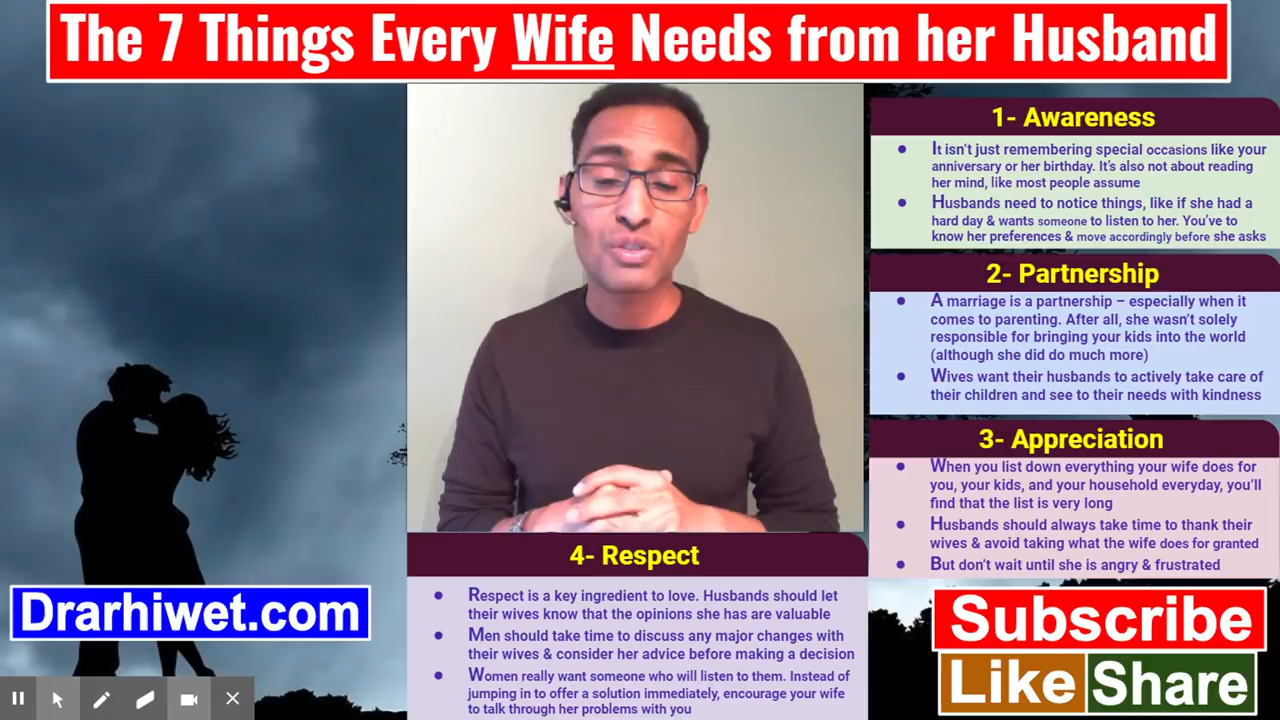 The 7 Things Every Wife Needs from her Husband
1- Awareness
● It isn't just remembering special occasions like your
anniversary or her birthday. It's also not about reading
her mind, like most people assume
● Husbands need to notice things, like if she had a
hard day & wants someone to listen to her. You've to
know her preferences & move accordingly before she asks
2- Partnership
● A marriage is a partnership – especially when it
comes to parenting. After all, she wasn't solely
responsible for bringing your kids into the world
(although she did do much more)
● Wives want their husbands to actively take care of
their children and see to their needs with kindness
3- Appreciation
● When you list down everything your wife does for
you, your kids, and your household everyday, you'll
find that the list is very long
● Husbands should always take time to thank their
wives & avoid taking what the wife does for granted
● But don't wait until she is angry & frustrated
4- Respect
● Respect is a key ingredient to love. Husbands should let
their wives know that the opinions she has are valuable
● Men should take time to discuss any major changes with
their wives & consider her advice before making a decision
● Women really want someone who will listen to them. Instead of
jumping in to offer a solution immediately, encourage your wife
to talk through her problems with you
Drarhiwet.com
Subscribe
Like Share